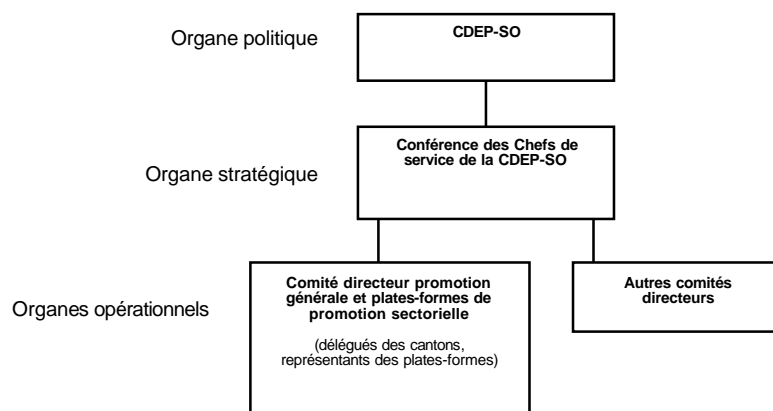 Organe politique
CDEP-SO
Organe stratégique
Conférence des Chefs de
service de la CDEP-SO
Organes opérationnels
Comité directeur promotion
générale et plates-formes de
promotion sectorielle
(délégués des cantons,
représentants des plates-formes)
Autres comités
directeurs